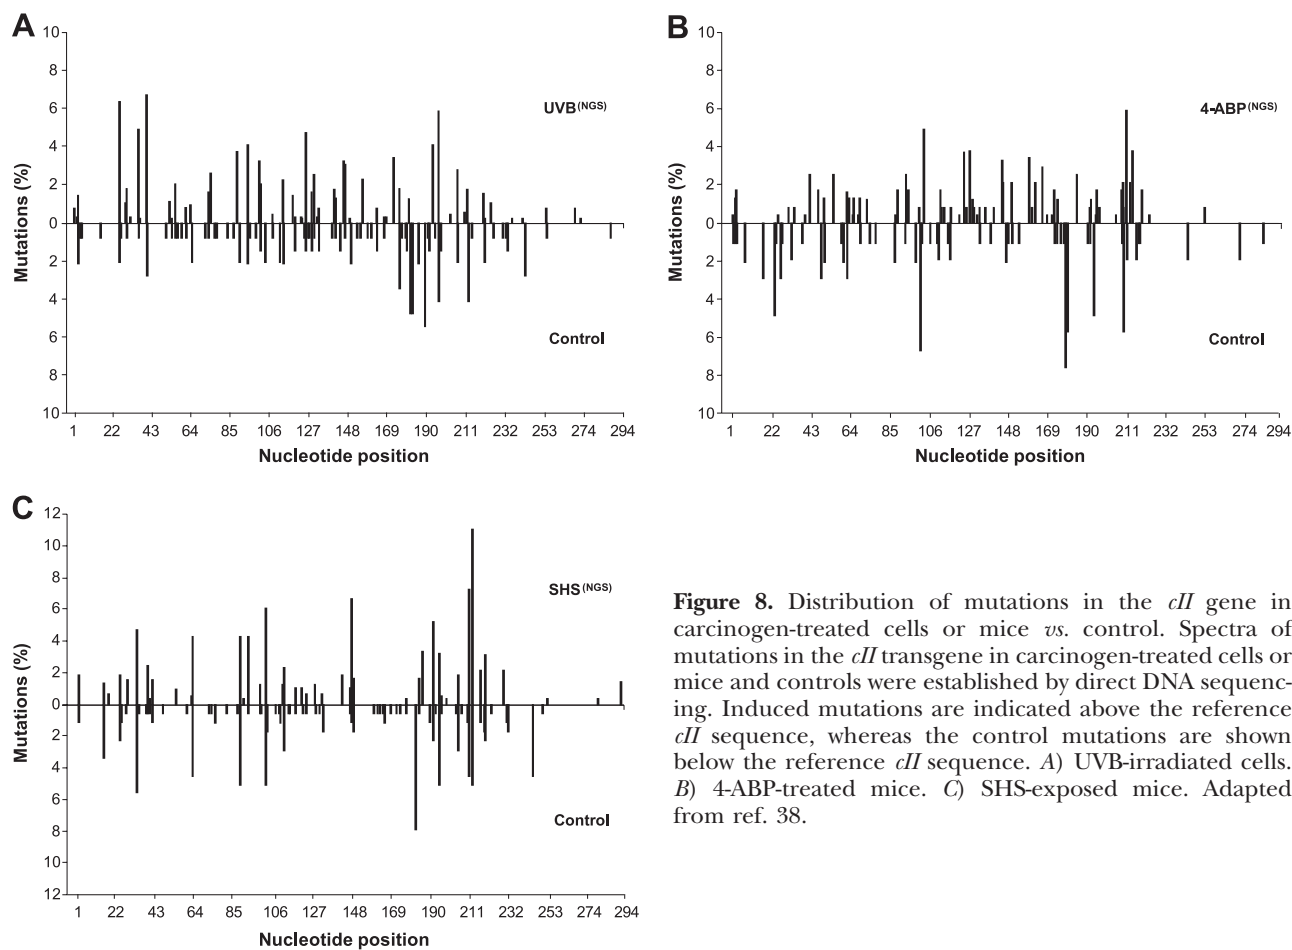 A
10
8
6
4
2
0
2
4
6
8
10
Mutations (%)
UVB(NGS)
Control
1 22 43 64 85 106 127 148 169 190 211 232 253 274 294
Nucleotide position
B
10
8
6
4
2
0
2
4
6
8
10
Mutations (%)
4-ABP(NGS)
Control
1 22 43 64 85 106 127 148 169 190 211 232 253 274 294
Nucleotide position
C
12
10
8
6
4
2
0
2
4
6
8
10
12
Mutations (%)
SHS(NGS)
Control
1 22 43 64 85 106 127 148 169 190 211 232 253 273 294
Nucleotide position
Figure 8. Distribution of mutations in the cII gene in
carcinogen-treated cells or mice vs. control. Spectra of
mutations in the cII transgene in carcinogen-treated cells or
mice and controls were established by direct DNA sequenc-
ing. Induced mutations are indicated above the reference
cII sequence, whereas the control mutations are shown
below the reference cII sequence. A) UVB-irradiated cells.
B) 4-ABP-treated mice. C) SHS-exposed mice. Adapted
from ref. 38.